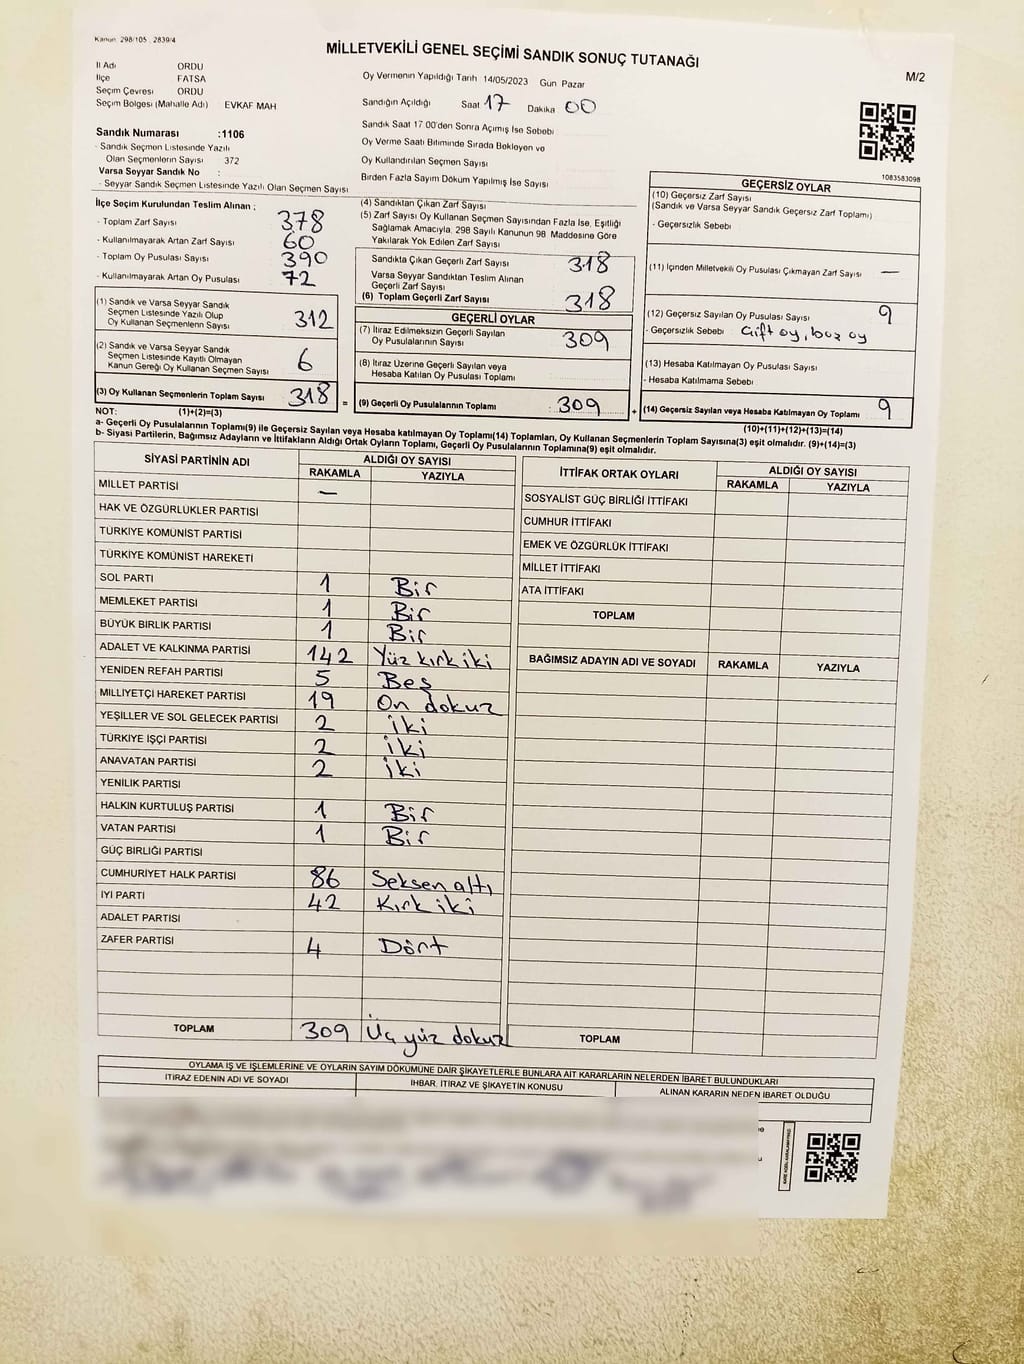 Kanun: 298/105 . 2839/4
MİLLETVEKİLİ GENEL SEÇİMİ SANDIK SONUÇ TUTANAĞI
M/2
İl Adı ORDU
İlçe FATSA
Seçim Çevresi ORDU
Seçim Bölgesi (Mahalle Adı) EVKAF MAH
Oy Vermenin Yapıldığı Tarih 14/05/2023 Gün Pazar
Sandığın Açıldığı Saat 17 Dakika 00
Sandık Saat 17 00'den Sonra Açımış İse Sebebi
Oy Verme Saati Bitiminde Sırada Bekleyen ve
Oy Kullandırılan Seçmen Sayısı
Birden Fazla Sayım Döküm Yapılmış İse Sayısı
Sandık Numarası :1106
- Sandık Seçmen Listesinde Yazılı
Olan Seçmenlerin Sayısı : 372
Varsa Seyyar Sandık No :
- Seyyar Sandık Seçmen Listesinde Yazılı Olan Seçmen Sayısı
1083583098
İlçe Seçim Kurulundan Teslim Alınan :
- Toplam Zarf Sayısı 378
- Kullanılmayarak Artan Zarf Sayısı 60
- Toplam Oy Pusulası Sayısı 390
- Kullanılmayarak Artan Oy Pusulası 72
(1) Sandık ve Varsa Seyyar Sandık
Seçmen Listesinde Yazılı Olup
Oy Kullanan Seçmenlerin Sayısı 312
(2) Sandık ve Varsa Seyyar Sandık
Seçmen Listesinde Kayıtlı Olmayan
Kanun Gereği Oy Kullanan Seçmen Sayısı 6
(3) Oy Kullanan Seçmenlerin Toplam Sayısı 318 =
(4) Sandıktan Çıkan Zarf Sayısı
(5) Zarf Sayısı Oy Kullanan Seçmen Sayısından Fazla İse, Eşitliği
Sağlamak Amacıyla, 298 Sayılı Kanunun 98. Maddesine Göre
Yakılarak Yok Edilen Zarf Sayısı
Sandıkta Çıkan Geçerli Zarf Sayısı 318
Varsa Seyyar Sandıktan Teslim Alınan
Geçerli Zarf Sayısı
(6) Toplam Geçerli Zarf Sayısı 318
GEÇERLİ OYLAR
(7) İtiraz Edilmeksizin Geçerli Sayılan
Oy Pusulalarının Sayısı 309
(8) İtiraz Üzerine Geçerli Sayılan veya
Hesaba Katılan Oy Pusulası Toplamı
(9) Geçerli Oy Pusulalarının Toplamı : 309 +
GEÇERSİZ OYLAR
(10) Geçersiz Zarf Sayısı
(Sandık ve Varsa Seyyar Sandık Geçersiz Zarf Toplamı)
- Geçersizlik Sebebi
(11) İçinden Milletvekili Oy Pusulası Çıkmayan Zarf Sayısı —
(12) Geçersiz Sayılan Oy Pusulası Sayısı 9
- Geçersizlik Sebebi Çift oy, boş oy
(13) Hesaba Katılmayan Oy Pusulası Sayısı
- Hesaba Katılmama Sebebi
(14) Geçersiz Sayılan veya Hesaba Katılmayan Oy Toplamı 9
NOT: (1)+(2)=(3)
(10)+(11)+(12)+(13)=(14)
a- Geçerli Oy Pusulalarının Toplamı(9) ile Geçersiz Sayılan veya Hesaba katılmayan Oy Toplamı(14) Toplamları, Oy Kullanan Seçmenlerin Toplam Sayısına(3) eşit olmalıdır. (9)+(14)=(3)
b- Siyasi Partilerin, Bağımsız Adayların ve İttifakların Aldığı Ortak Oyların Toplamı, Geçerli Oy Pusulalarının Toplamına(9) eşit olmalıdır.
SİYASİ PARTİNİN ADI ALDIĞI OY SAYISI
RAKAMLA YAZIYLA
MİLLET PARTİSİ —
HAK VE ÖZGÜRLÜKLER PARTİSİ
TÜRKİYE KOMÜNİST PARTİSİ
TÜRKİYE KOMÜNİST HAREKETİ
SOL PARTİ 1 Bir
MEMLEKET PARTİSİ 1 Bir
BÜYÜK BİRLİK PARTİSİ 1 Bir
ADALET VE KALKINMA PARTİSİ 142 Yüz kırk iki
YENİDEN REFAH PARTİSİ 5 Beş
MİLLİYETÇİ HAREKET PARTİSİ 19 On dokuz
YEŞİLLER VE SOL GELECEK PARTİSİ 2 iki
TÜRKİYE İŞÇİ PARTİSİ 2 iki
ANAVATAN PARTİSİ 2 iki
YENİLİK PARTİSİ
HALKIN KURTULUŞ PARTİSİ 1 Bir
VATAN PARTİSİ 1 Bir
GÜÇ BİRLİĞİ PARTİSİ
CUMHURİYET HALK PARTİSİ 86 Seksen altı
İYİ PARTİ 42 Kırk iki
ADALET PARTİSİ
ZAFER PARTİSİ 4 Dört
TOPLAM 309 Üç yüz dokuz
İTTİFAK ORTAK OYLARI ALDIĞI OY SAYISI
RAKAMLA YAZIYLA
SOSYALİST GÜÇ BİRLİĞİ İTTİFAKI
CUMHUR İTTİFAKI
EMEK VE ÖZGÜRLÜK İTTİFAKI
MİLLET İTTİFAKI
ATA İTTİFAKI
TOPLAM
BAĞIMSIZ ADAYIN ADI VE SOYADI RAKAMLA YAZIYLA
TOPLAM
OYLAMA İŞ VE İŞLEMLERİNE VE OYLARIN SAYIM DÖKÜMÜNE DAİR ŞİKAYETLERLE BUNLARA AİT KARARLARIN NELERDEN İBARET BULUNDUKLARI
İTİRAZ EDENİN ADI VE SOYADI İHBAR, İTİRAZ VE ŞİKAYETİN KONUSU ALINAN KARARIN NEDEN İBARET OLDUĞU